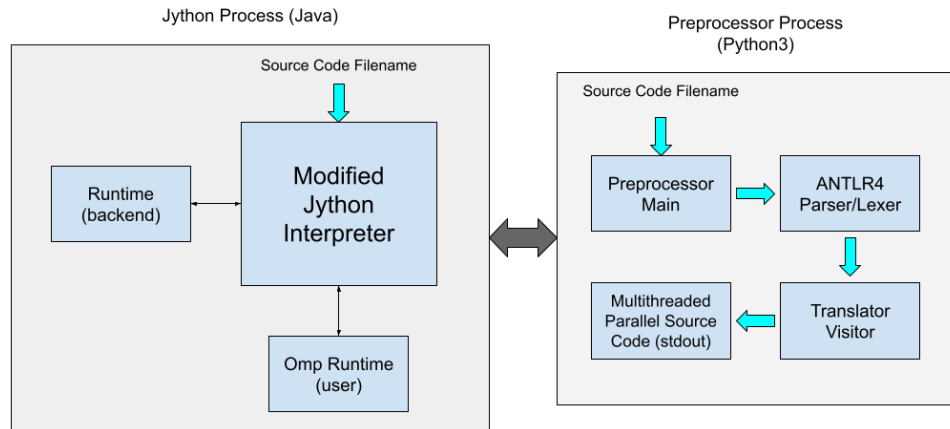 Jython Process (Java)
Source Code Filename
Modified
Jython
Interpreter
Runtime
(backend)
Omp Runtime
(user)
Preprocessor Process
(Python3)
Source Code Filename
Preprocessor
Main
ANTLR4
Parser/Lexer
Multithreaded
Parallel Source
Code (stdout)
Translator
Visitor